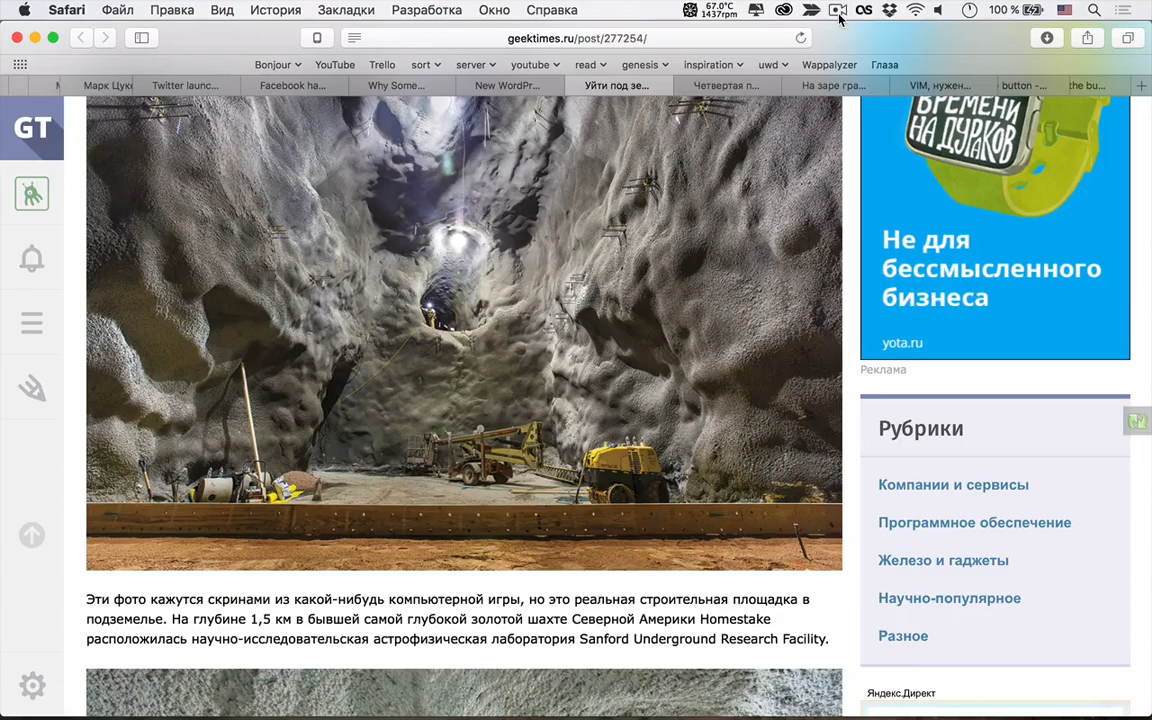 Safari Файл Правка Вид История Закладки Разработка Окно Справка 67.0°C 1437rpm 100 %
geektimes.ru/post/277254/
Bonjour YouTube Trello sort server youtube read genesis inspiration uwd Wappalyzer Глаза
Марк Цук Twitter launc... Facebook ha... Why Some... New WordPr... Уйти под зе... Четвертая п... На заре гра... VIM, нужен... button -... the bu...
GT
ВРЕМЕНИ
НА ДУРАКОВ
Не для
бессмысленного
бизнеса
yota.ru
Реклама
Рубрики
Компании и сервисы
Программное обеспечение
Железо и гаджеты
Научно-популярное
Разное
Яндекс.Директ
Эти фото кажутся скринами из какой-нибудь компьютерной игры, но это реальная строительная площадка в
подземелье. На глубине 1,5 км в бывшей самой глубокой золотой шахте Северной Америки Homestake
расположилась научно-исследовательская астрофизическая лаборатория Sanford Underground Research Facility.